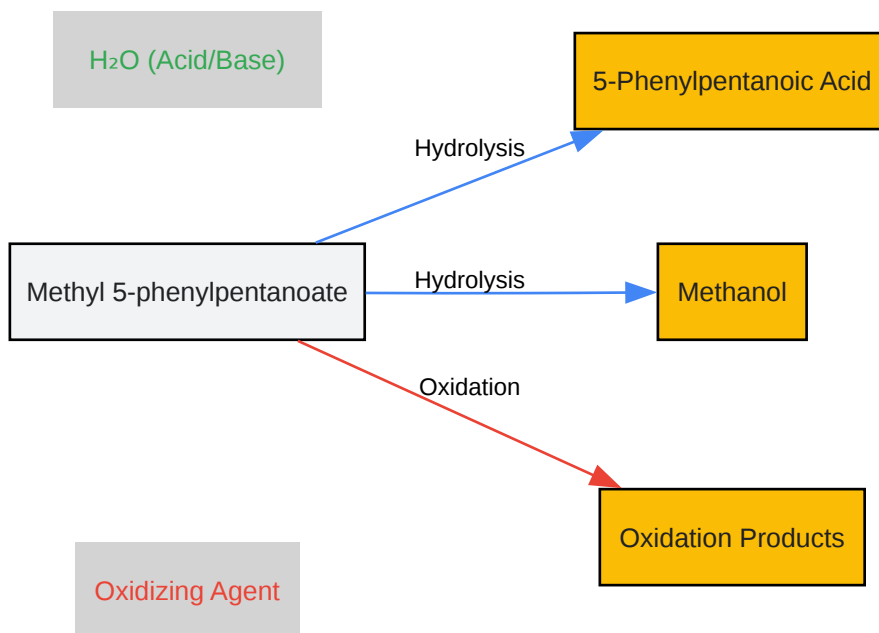 H₂O (Acid/Base)
5-Phenylpentanoic Acid
Hydrolysis
Methyl 5-phenylpentanoate
Hydrolysis
Methanol
Oxidation
Oxidation Products
Oxidizing Agent